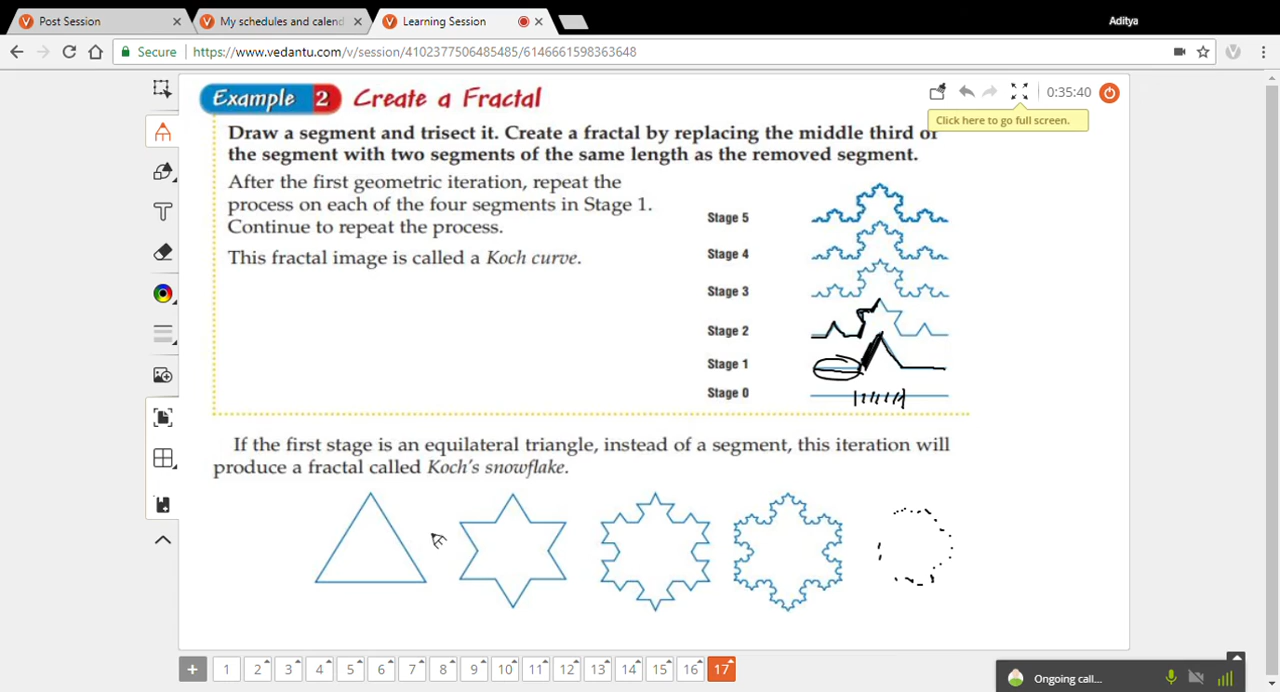 Post Session
My schedules and calend
Learning Session
Aditya
Secure
https://www.vedantu.com/v/session/4102377506485485/6146661598363648
Example 2 Create a Fractal
0:35:40
Click here to go full screen.
Draw a segment and trisect it. Create a fractal by replacing the middle third of
the segment with two segments of the same length as the removed segment.
After the first geometric iteration, repeat the
process on each of the four segments in Stage 1.
Continue to repeat the process.
This fractal image is called a Koch curve.
Stage 5
Stage 4
Stage 3
Stage 2
Stage 1
Stage 0
If the first stage is an equilateral triangle, instead of a segment, this iteration will
produce a fractal called Koch's snowflake.
+ 1 2 3 4 5 6 7 8 9 10 11 12 13 14 15 16 17
Ongoing call...